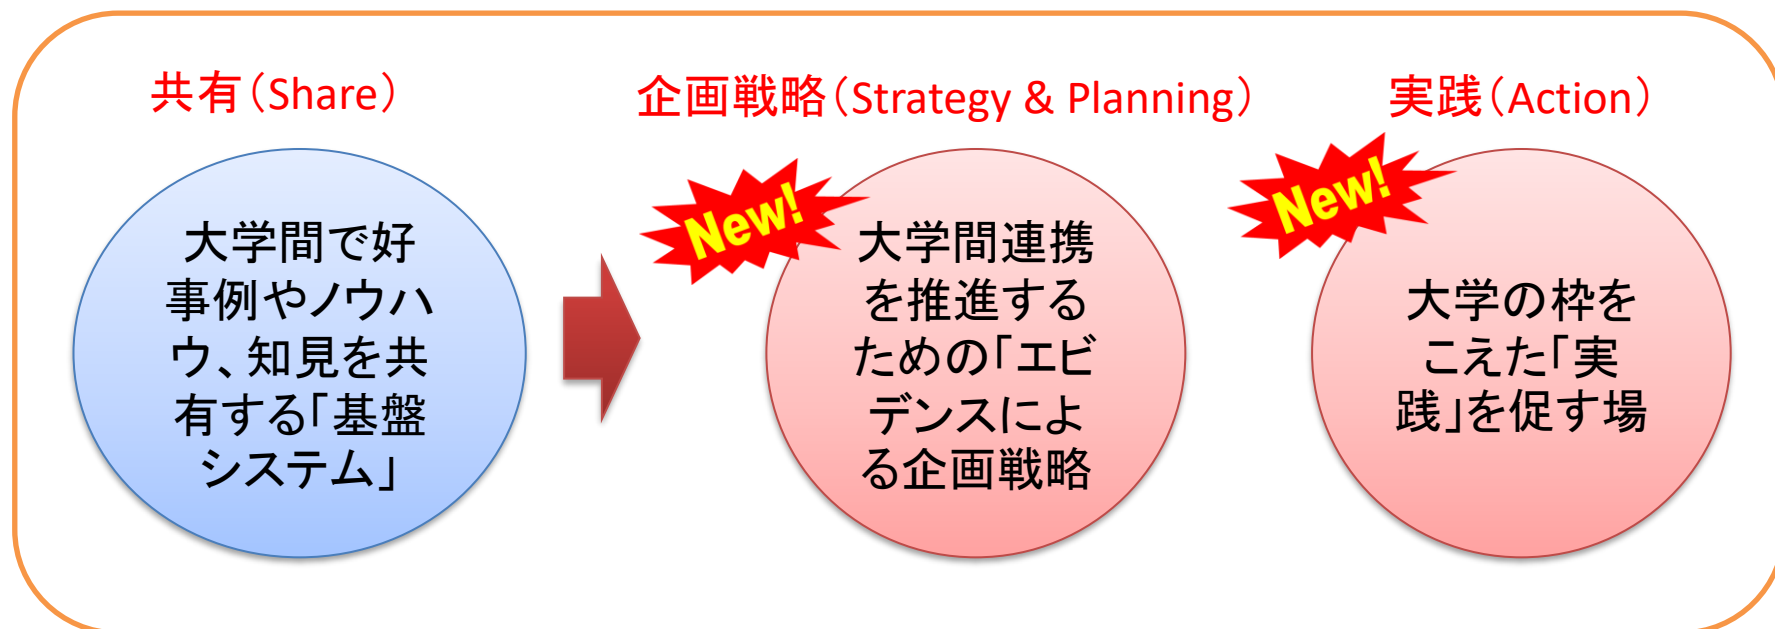 共有（Share）
企画戦略（Strategy & Planning）
実践（Action）
大学間で好
事例やノウハ
ウ、知見を共
有する「基盤
システム」
New!
大学間連携
を推進する
ための「エビ
デンスによ
る企画戦略
New!
大学の枠を
こえた「実
践」を促す場